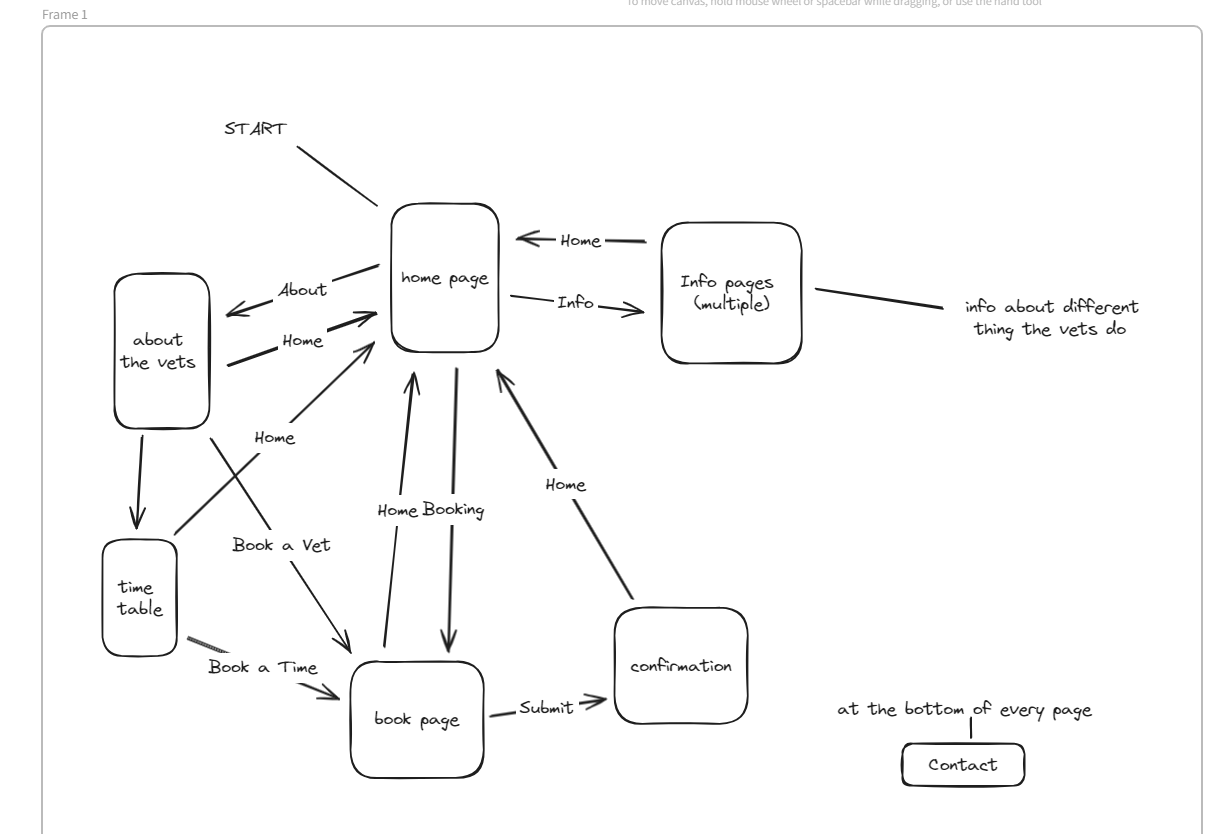 To move canvas, hold mouse wheel or spacebar while dragging, or use the hand tool
Frame 1
START
home page
Home
Info
Info pages
(multiple)
info about different
thing the vets do
About
Home
about
the vets
Home
Home
Booking
Home
Book a Vet
time
table
Book a Time
book page
Submit
confirmation
at the bottom of every page
Contact